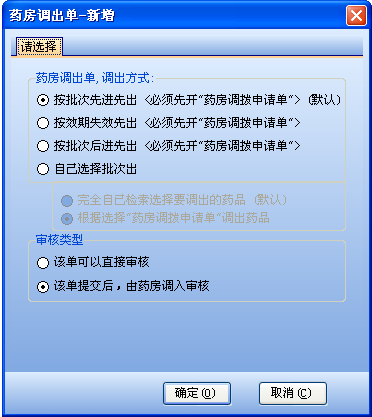 药房调出单-新增
请选择
药房调出单,调出方式:
按批次先进先出 <必须先开"药房调拨申请单"> (默认)
按效期失效先出 <必须先开"药房调拨申请单">
按批次后进先出 <必须先开"药房调拨申请单">
自己选择批次出
完全自己检索选择要调出的药品 (默认)
根据选择"药房调拨申请单"调出药品
审核类型
该单可以直接审核
该单提交后，由药房调入审核
确定(O) 取消(C)